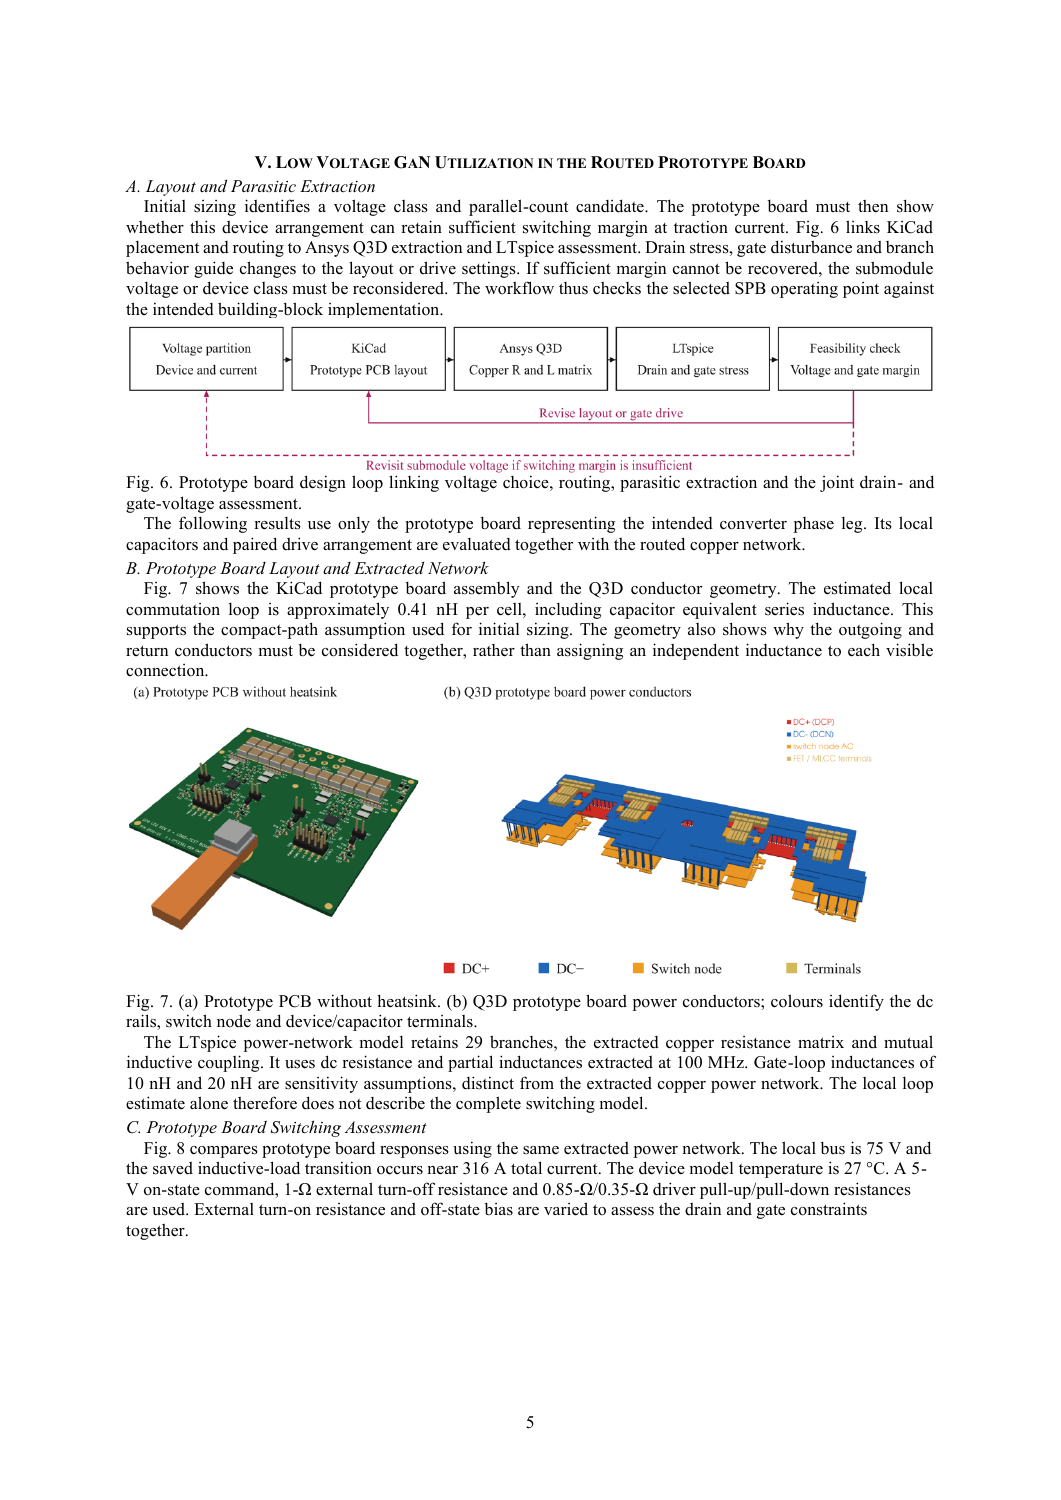 V. LOW VOLTAGE GAN UTILIZATION IN THE ROUTED PROTOTYPE BOARD
A. Layout and Parasitic Extraction
Initial sizing identifies a voltage class and parallel-count candidate. The prototype board must then show
whether this device arrangement can retain sufficient switching margin at traction current. Fig. 6 links KiCad
placement and routing to Ansys Q3D extraction and LTspice assessment. Drain stress, gate disturbance and branch
behavior guide changes to the layout or drive settings. If sufficient margin cannot be recovered, the submodule
voltage or device class must be reconsidered. The workflow thus checks the selected SPB operating point against
the intended building-block implementation.
Voltage partition
Device and current
KiCad
Prototype PCB layout
Ansys Q3D
Copper R and L matrix
LTspice
Drain and gate stress
Feasibility check
Voltage and gate margin
Revise layout or gate drive
Revisit submodule voltage if switching margin is insufficient
Fig. 6. Prototype board design loop linking voltage choice, routing, parasitic extraction and the joint drain- and
gate-voltage assessment.
The following results use only the prototype board representing the intended converter phase leg. Its local
capacitors and paired drive arrangement are evaluated together with the routed copper network.
B. Prototype Board Layout and Extracted Network
Fig. 7 shows the KiCad prototype board assembly and the Q3D conductor geometry. The estimated local
commutation loop is approximately 0.41 nH per cell, including capacitor equivalent series inductance. This
supports the compact-path assumption used for initial sizing. The geometry also shows why the outgoing and
return conductors must be considered together, rather than assigning an independent inductance to each visible
connection.
(a) Prototype PCB without heatsink
(b) Q3D prototype board power conductors
DC+ (DCP)
DC- (DCN)
switch node AC
FET / MLCC terminals
DC+
DC−
Switch node
Terminals
Fig. 7. (a) Prototype PCB without heatsink. (b) Q3D prototype board power conductors; colours identify the dc
rails, switch node and device/capacitor terminals.
The LTspice power-network model retains 29 branches, the extracted copper resistance matrix and mutual
inductive coupling. It uses dc resistance and partial inductances extracted at 100 MHz. Gate-loop inductances of
10 nH and 20 nH are sensitivity assumptions, distinct from the extracted copper power network. The local loop
estimate alone therefore does not describe the complete switching model.
C. Prototype Board Switching Assessment
Fig. 8 compares prototype board responses using the same extracted power network. The local bus is 75 V and
the saved inductive-load transition occurs near 316 A total current. The device model temperature is 27 °C. A 5-
V on-state command, 1-Ω external turn-off resistance and 0.85-Ω/0.35-Ω driver pull-up/pull-down resistances
are used. External turn-on resistance and off-state bias are varied to assess the drain and gate constraints
together.
5